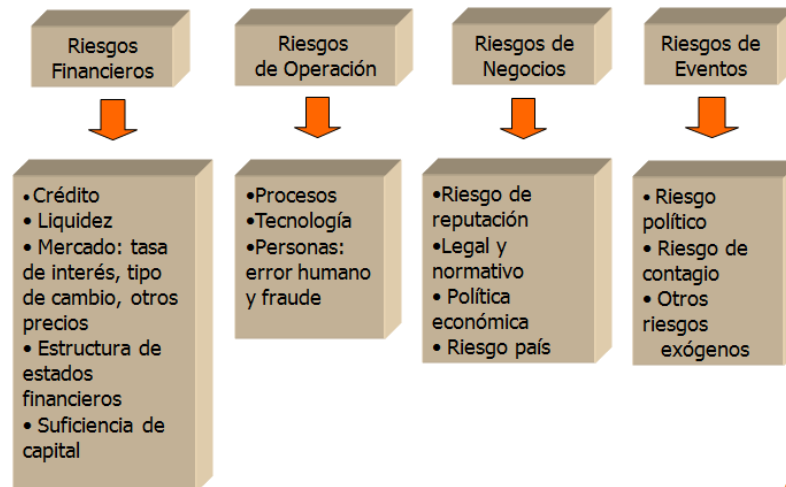 Riesgos
Financieros
Riesgos
de Operación
Riesgos de
Negocios
Riesgos de
Eventos
•Crédito
• Liquidez
• Mercado: tasa
de interés, tipo
de cambio, otros
precios
• Estructura de
estados
financieros
• Suficiencia de
capital
•Procesos
•Tecnología
•Personas:
error humano
y fraude
•Riesgo de
reputación
•Legal y
normativo
• Política
económica
• Riesgo país
• Riesgo
político
• Riesgo de
contagio
• Otros
riesgos
exógenos